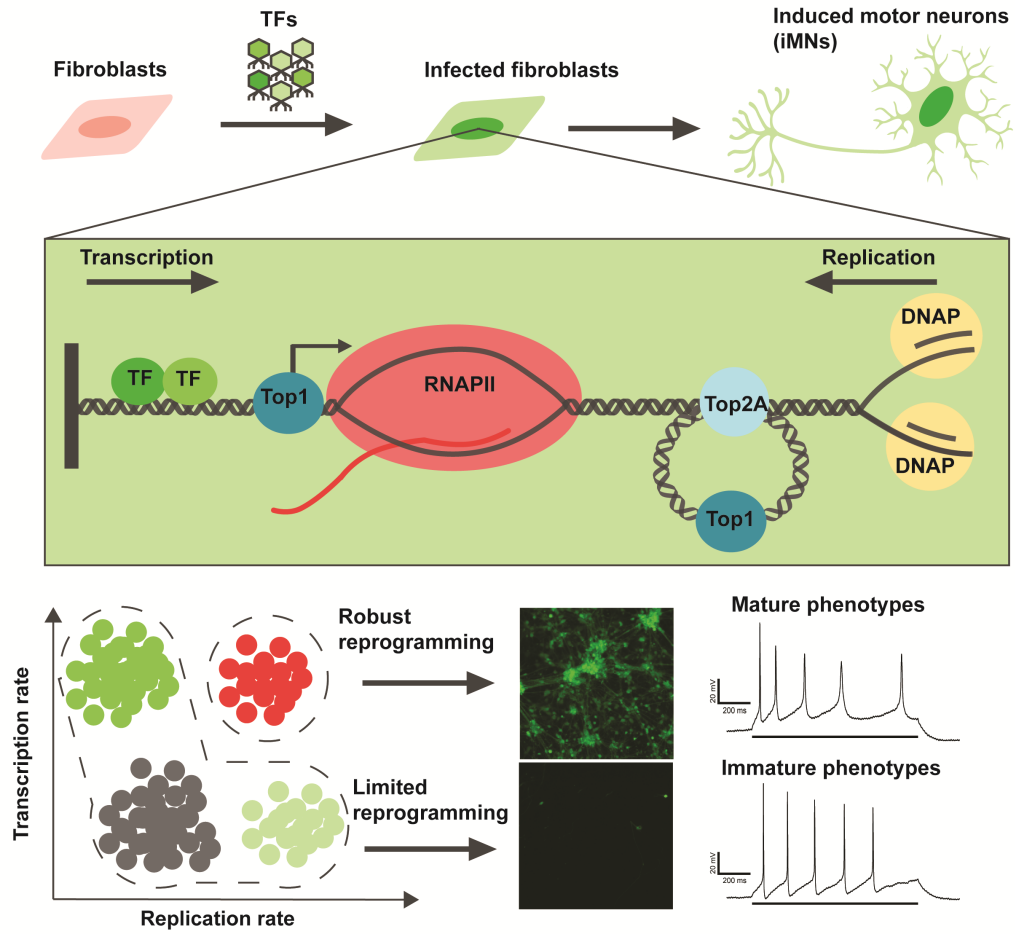 TFs
Induced motor neurons
(iMNs)
Fibroblasts
Infected fibroblasts
Transcription
Replication
DNAP
TF
TF
Top1
RNAPII
Top2A
DNAP
Top1
Transcription rate
Replication rate
Robust
reprogramming
Limited
reprogramming
Mature phenotypes
20 mV
200 ms
Immature phenotypes
20 mV
200 ms